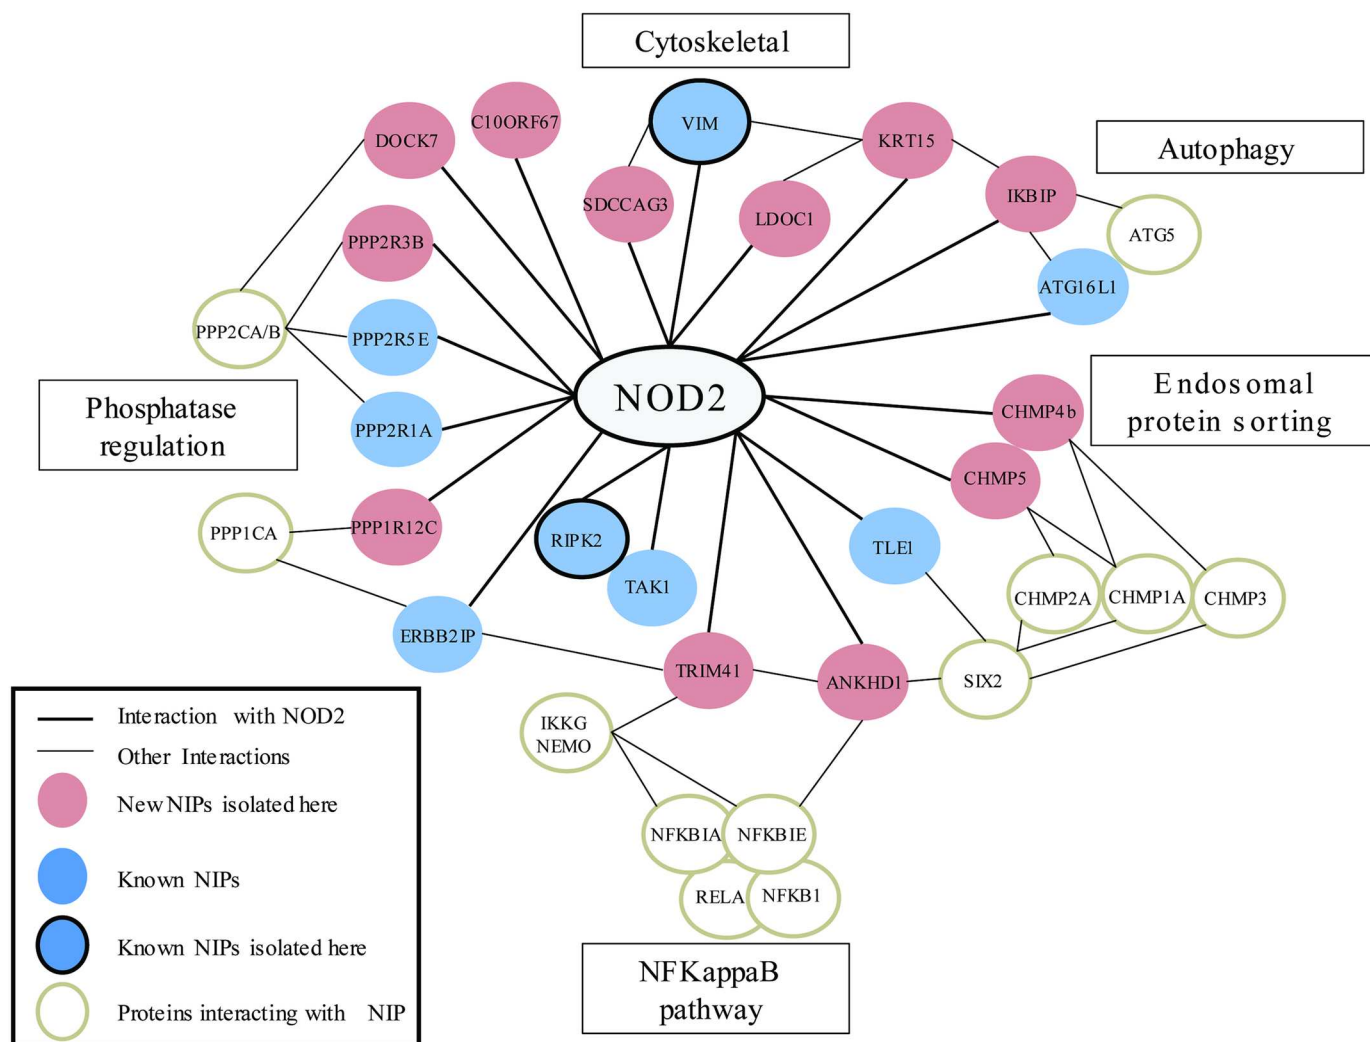 Cytoskeletal
C10ORF67
VIM
DOCK7
KRT15
Autophagy
SDCCAG3
LDOC1
IKBIP
ATG5
PPP2R3B
ATG16L1
PPP2CA/B
PPP2R5E
NOD2
Endosomal
protein sorting
Phosphatase
regulation
PPP2R1A
CHMP4b
CHMP5
PPP1CA
PPP1R12C
RIPK2
TLE1
TAK1
CHMP2A
CHMP1A
CHMP3
ERBB2IP
TRIM41
ANKHD1
SIX2
IKKG
NEMO
NFKBIA
NFKBIE
RELA
NFKB1
NFKappaB
pathway
Interaction with NOD2
Other Interactions
New NIPs isolated here
Known NIPs
Known NIPs isolated here
Proteins interacting with NIP